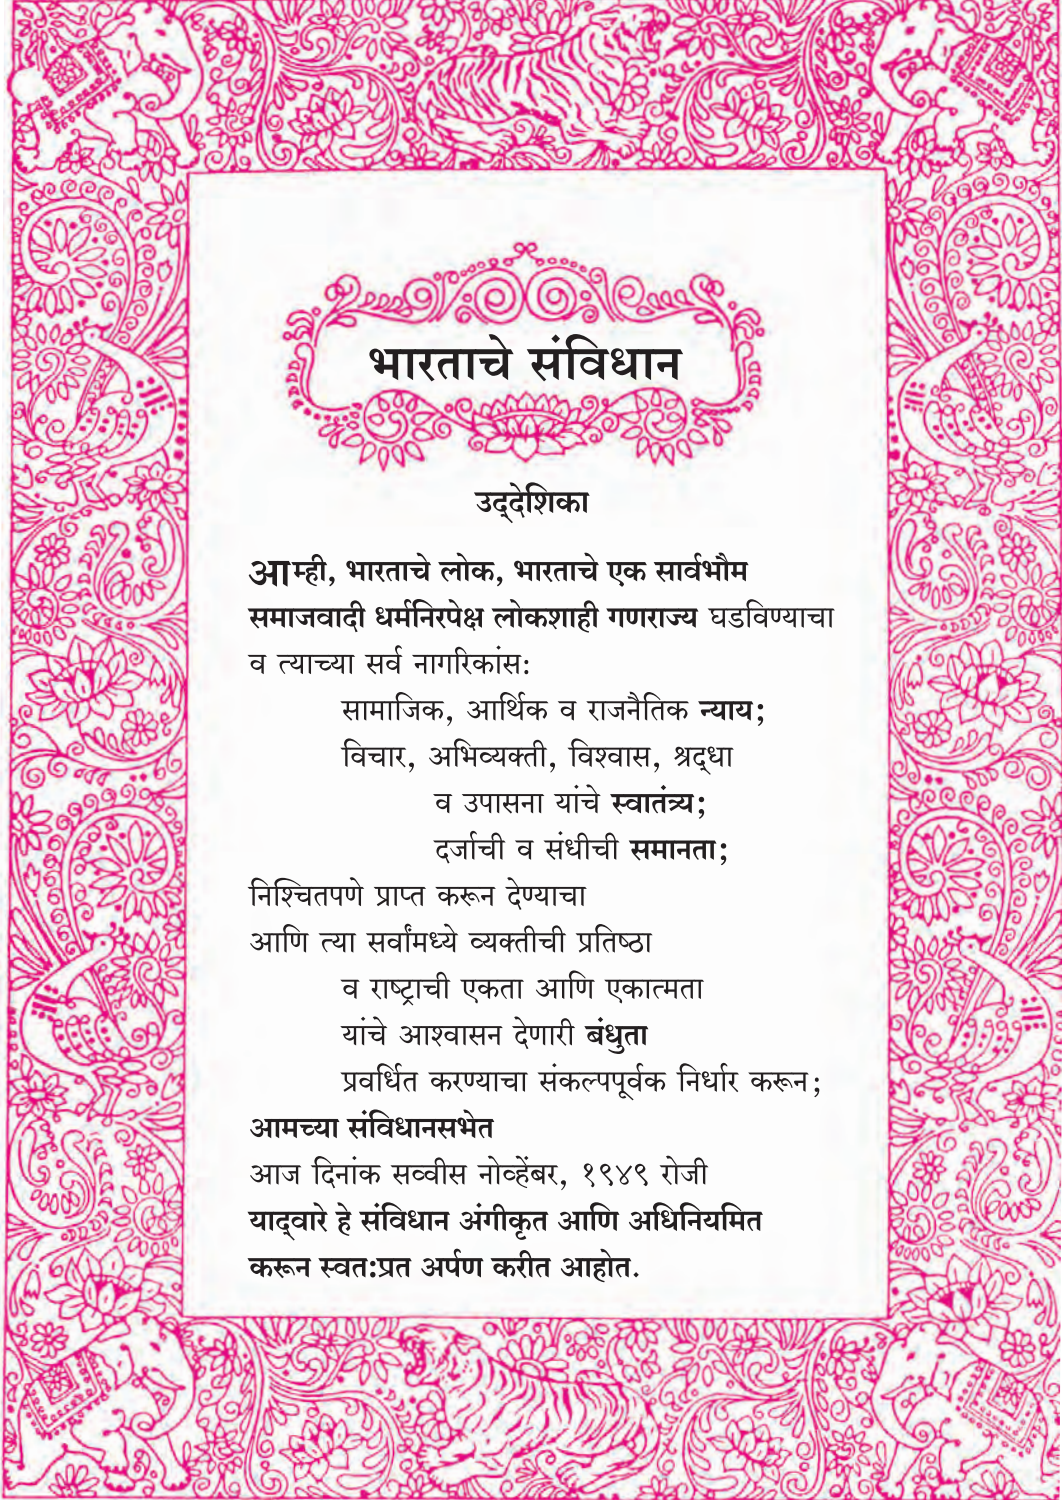 भारताचे संविधान
उद्‌देशिका
आम्ही, भारताचे लोक, भारताचे एक सार्वभौम
समाजवादी धर्मनिरपेक्ष लोकशाही गणराज्य घडविण्याचा
व त्याच्या सर्व नागरिकांस:
सामाजिक, आर्थिक व राजनैतिक न्याय;
विचार, अभिव्यक्ती, विश्वास, श्रद्‌धा
व उपासना यांचे स्वातंत्र्य;
दर्जाची व संधीची समानता;
निश्चितपणे प्राप्त करून देण्याचा
आणि त्या सर्वांमध्ये व्यक्तीची प्रतिष्ठा
व राष्ट्राची एकता आणि एकात्मता
यांचे आश्वासन देणारी बंधुता
प्रवर्धित करण्याचा संकल्पपूर्वक निर्धार करून;
आमच्या संविधानसभेत
आज दिनांक सव्वीस नोव्हेंबर, १९४९ रोजी
याद्‌वारे हे संविधान अंगीकृत आणि अधिनियमित
करून स्वत:प्रत अर्पण करीत आहोत.